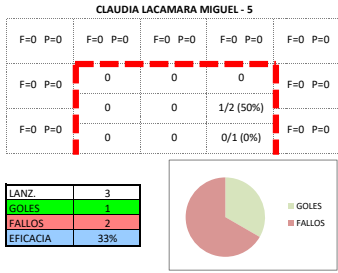 CLAUDIA LACAMARA MIGUEL - 5
F=0 P=0 F=0 P=0 F=0 P=0 F=0 P=0 F=0 P=0
F=0 P=0 0 0 0 F=0 P=0
0 0 1/2 (50%)
F=0 P=0 0 0 0/1 (0%) F=0 P=0
LANZ. 3
GOLES 1
FALLOS 2
EFICACIA 33%
GOLES
FALLOS